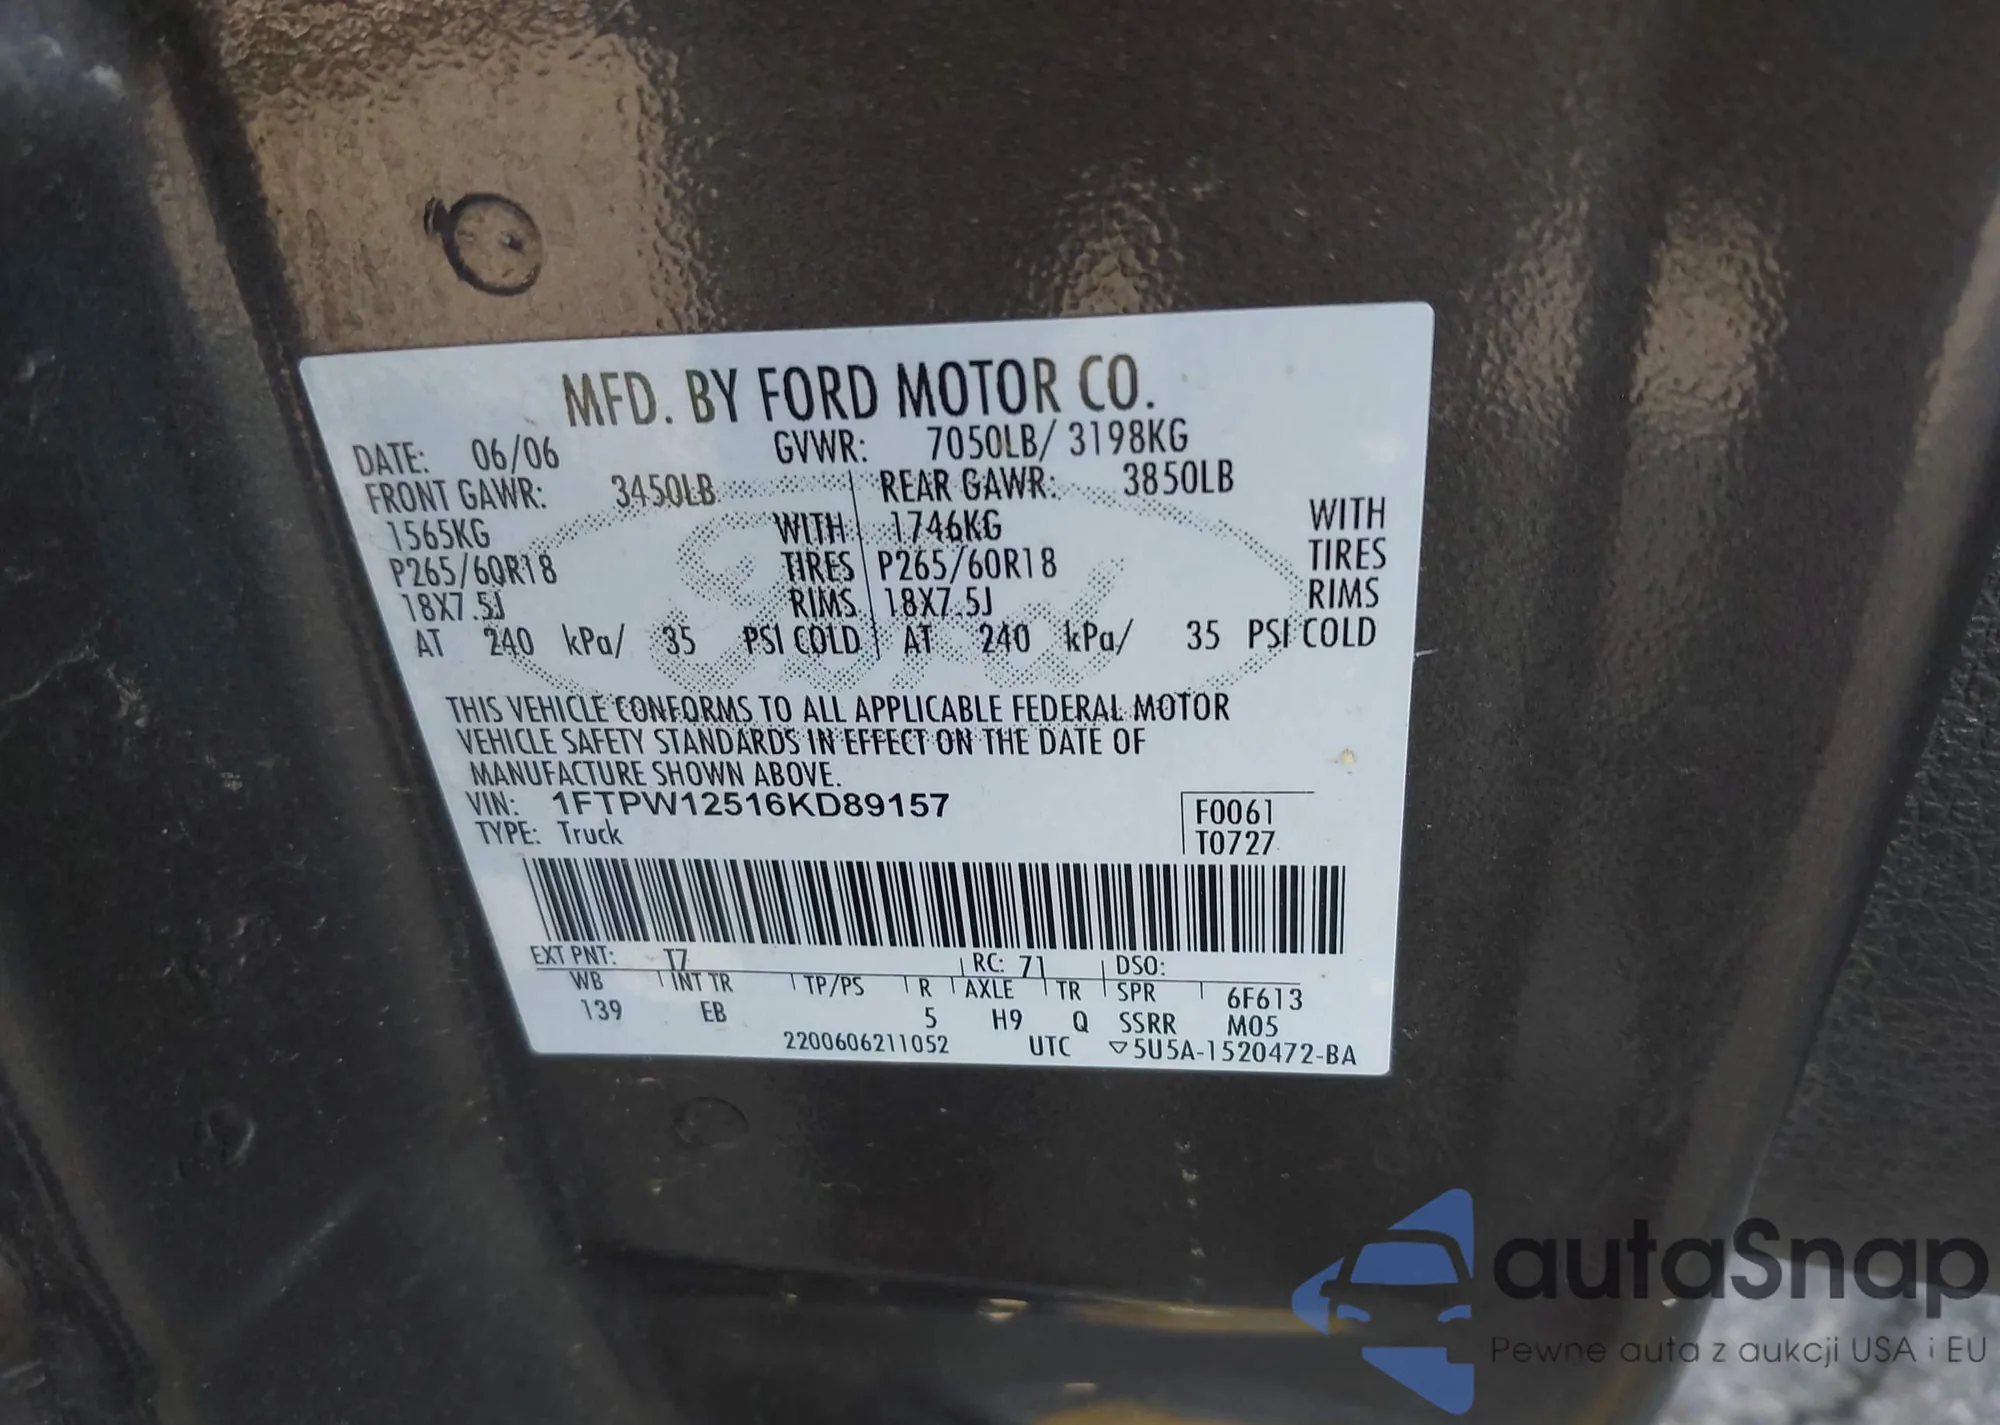 MFD. BY FORD MOTOR CO.
DATE: 06/06 GVWR: 7050LB/ 3198KG
FRONT GAWR: 3450LB REAR GAWR: 3850LB
1565KG WITH 1746KG WITH
P265/60R18 TIRES P265/60R18 TIRES
18X7.5J RIMS 18X7.5J RIMS
AT 240 kPa/ 35 PSI COLD AT 240 kPa/ 35 PSI COLD
THIS VEHICLE CONFORMS TO ALL APPLICABLE FEDERAL MOTOR
VEHICLE SAFETY STANDARDS IN EFFECT ON THE DATE OF
MANUFACTURE SHOWN ABOVE.
VIN: 1FTPW12516KD89157 F0061
TYPE: Truck T0727
EXT PNT: T7 RC: 71 DSO:
WB INT TR TP/PS R AXLE TR SPR 6F613
139 EB 5 H9 Q SSRR M05
2200606211052 UTC ▽5U5A-1520472-BA
Ford
autaSnap
Pewne auta z aukcji USA i EU